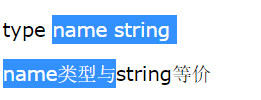 type name string
name类型与string等价